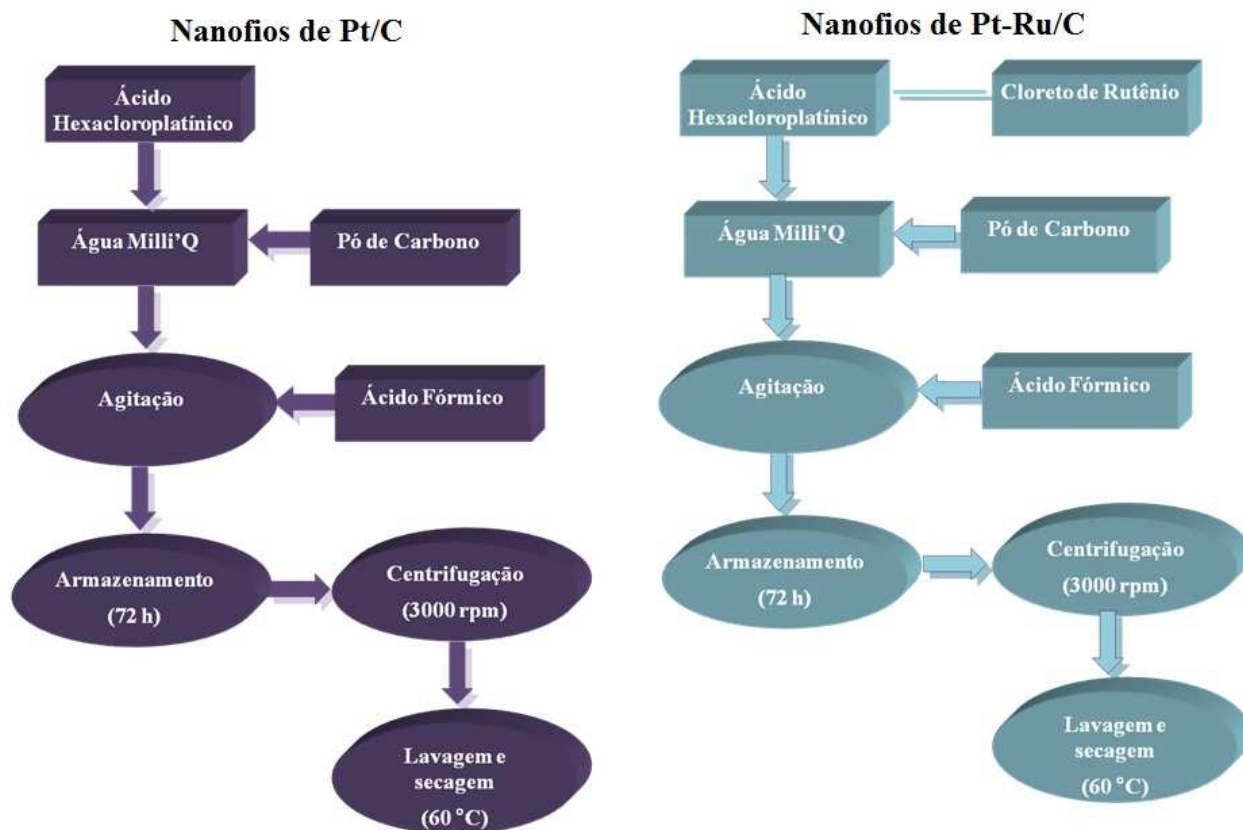 Nanofios de Pt/C
Ácido
Hexacloroplatínico
Água Milli'Q
Pó de Carbono
Agitação
Ácido Fórmico
Armazenamento
(72 h)
Centrifugação
(3000 rpm)
Lavagem e
secagem
(60 °C)
Nanofios de Pt-Ru/C
Ácido
Hexacloroplatínico
Cloreto de Rutênio
Água Milli'Q
Pó de Carbono
Agitação
Ácido Fórmico
Armazenamento
(72 h)
Centrifugação
(3000 rpm)
Lavagem e
secagem
(60 °C)